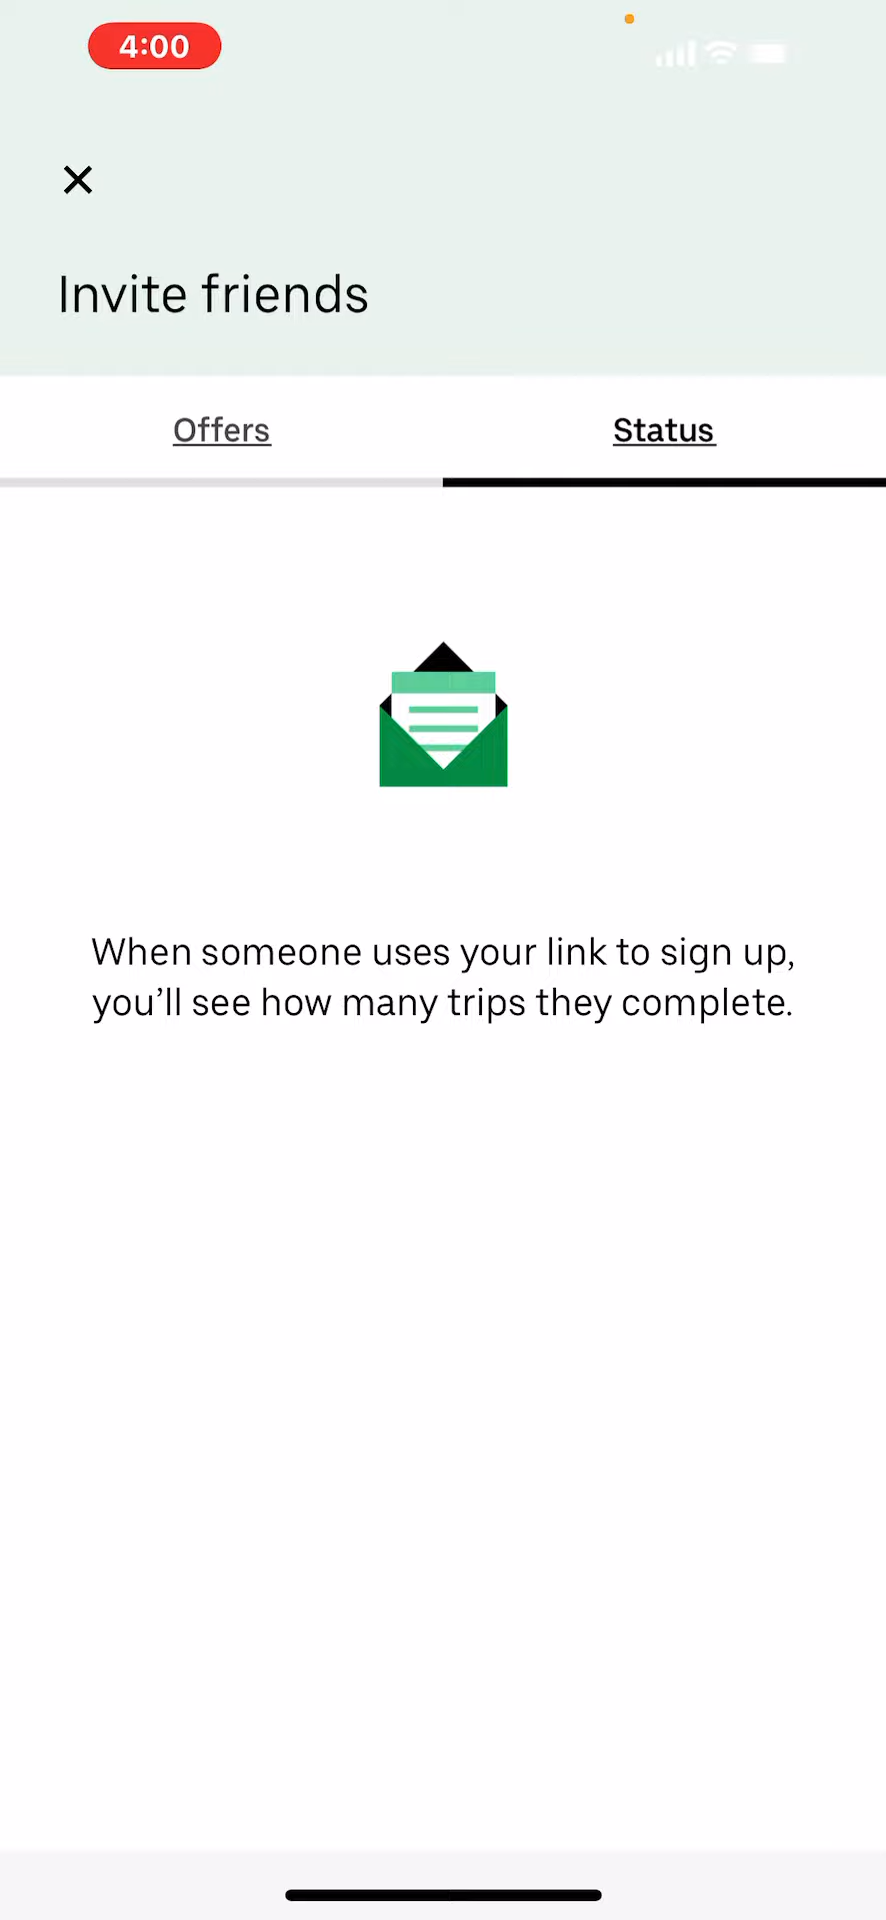 4:00
Invite friends
Offers
Status
When someone uses your link to sign up,
you’ll see how many trips they complete.